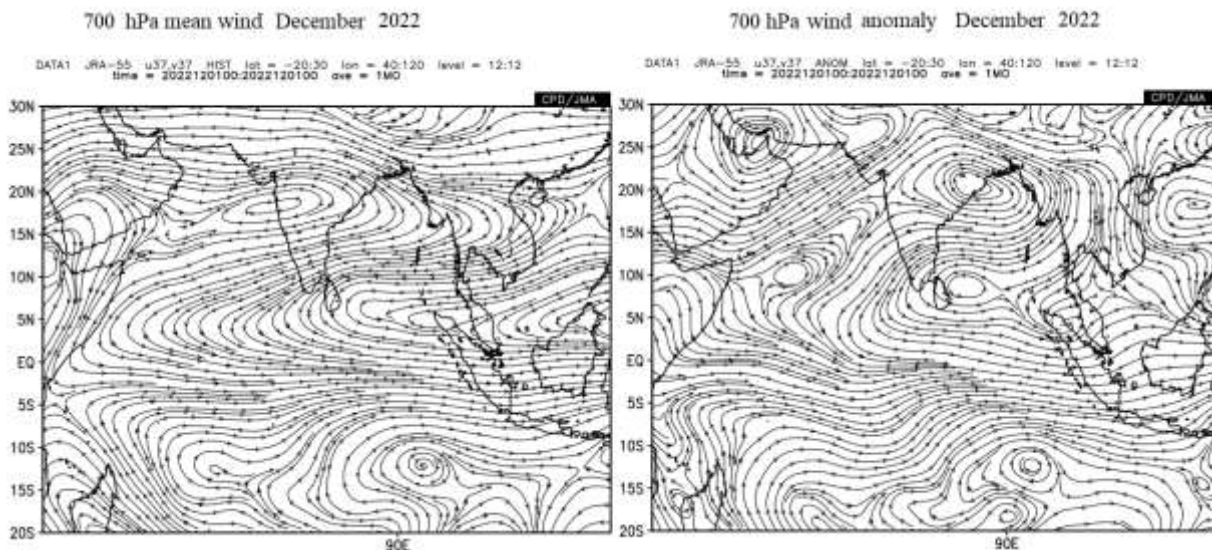 700 hPa mean wind December 2022
DATA1 JRA-55 u37,v37 HIST lat = -20:30 lon = 40:120 level = 12:12
time = 2022120100:2022120100 ave = 1MO
CPD/JMA
30N
25N
20N
15N
10N
5N
EQ
5S
10S
15S
20S
90E
700 hPa wind anomaly December 2022
DATA1 JRA-55 u37,v37 ANOM lat = -20:30 lon = 40:120 level = 12:12
time = 2022120100:2022120100 ave = 1MO
CPD/JMA
30N
25N
20N
15N
10N
5N
EQ
5S
10S
15S
20S
90E